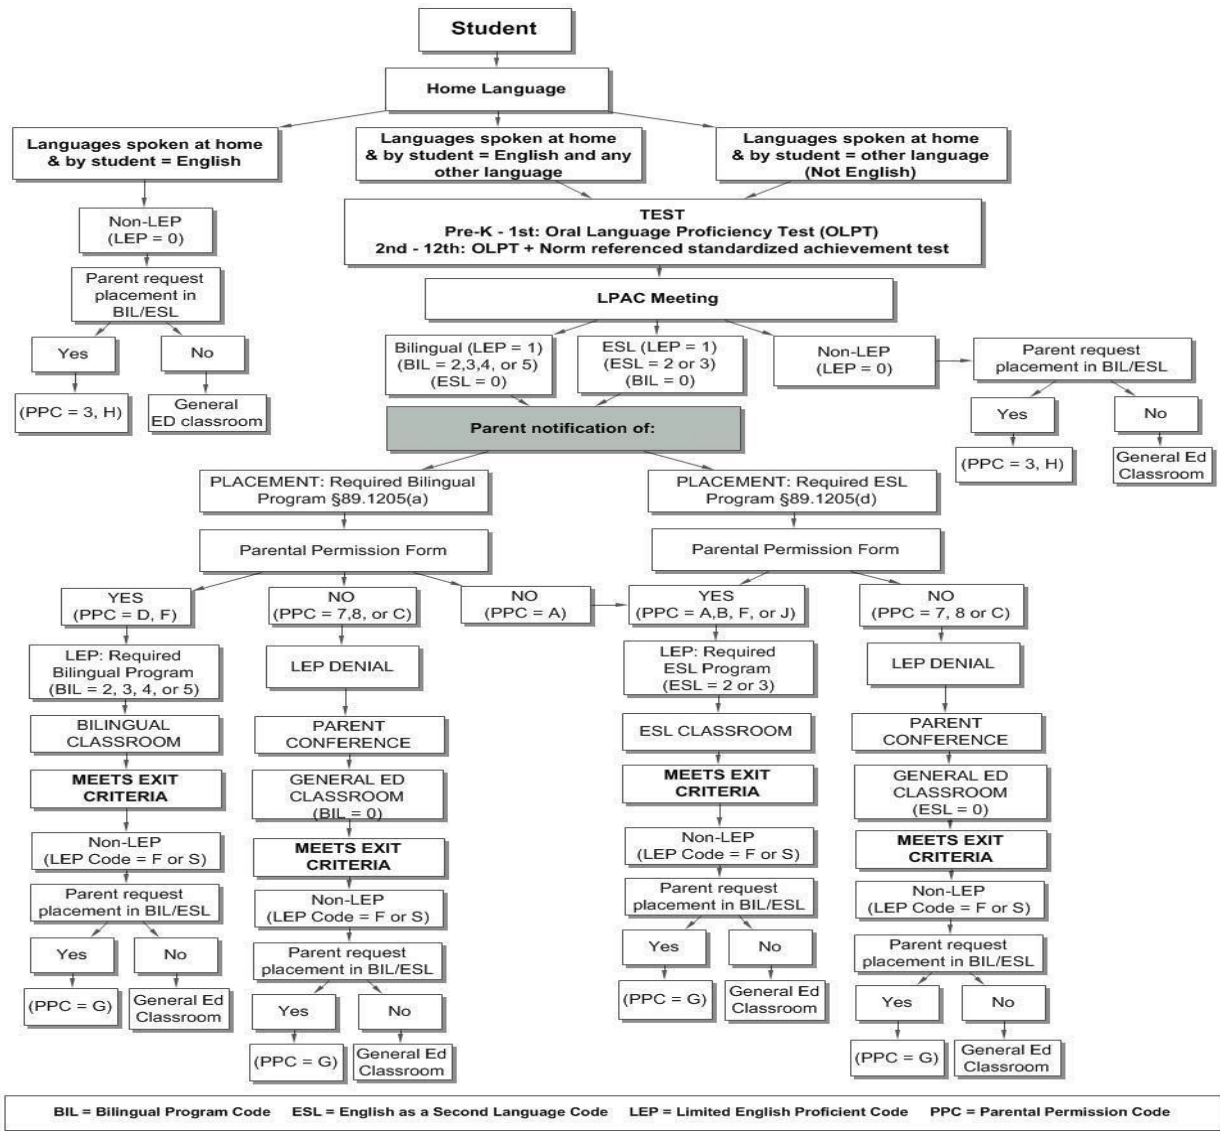 Student
Home Language
Languages spoken at home
& by student = English
Languages spoken at home
& by student = English and any
other language
Languages spoken at home
& by student = other language
(Not English)
Non-LEP
(LEP = 0)
TEST
Pre-K - 1st: Oral Language Proficiency Test (OLPT)
2nd - 12th: OLPT + Norm referenced standardized achievement test
Parent request
placement in
BIL/ESL
LPAC Meeting
Yes
No
Bilingual (LEP = 1)
(BIL = 2,3,4, or 5)
(ESL = 0)
ESL (LEP = 1)
(ESL = 2 or 3)
(BIL = 0)
Non-LEP
(LEP = 0)
Parent request
placement in BIL/ESL
(PPC = 3, H)
General
ED classroom
Yes
No
Parent notification of:
(PPC = 3, H)
General Ed
Classroom
PLACEMENT: Required Bilingual
Program §89.1205(a)
PLACEMENT: Required ESL
Program §89.1205(d)
Parental Permission Form
Parental Permission Form
YES
(PPC = D, F)
NO
(PPC = 7,8, or C)
NO
(PPC = A)
YES
(PPC = A,B, F, or J)
NO
(PPC = 7, 8 or C)
LEP: Required
Bilingual Program
(BIL = 2, 3, 4, or 5)
LEP DENIAL
LEP: Required
ESL Program
(ESL = 2 or 3)
LEP DENIAL
BILINGUAL
CLASSROOM
PARENT
CONFERENCE
ESL CLASSROOM
PARENT
CONFERENCE
MEETS EXIT
CRITERIA
GENERAL ED
CLASSROOM
(BIL = 0)
MEETS EXIT
CRITERIA
GENERAL ED
CLASSROOM
(ESL = 0)
Non-LEP
(LEP Code = F or S)
MEETS EXIT
CRITERIA
Non-LEP
(LEP Code = F or S)
MEETS EXIT
CRITERIA
Parent request
placement in BIL/ESL
Non-LEP
(LEP Code = F or S)
Parent request
placement in BIL/ESL
Non-LEP
(LEP Code = F or S)
Yes
No
Parent request
placement in BIL/ESL
Yes
No
Parent request
placement in BIL/ESL
(PPC = G)
General Ed
Classroom
Yes
No
(PPC = G)
General Ed
Classroom
Yes
No
(PPC = G)
General Ed
Classroom
(PPC = G)
General Ed
Classroom
BIL = Bilingual Program Code ESL = English as a Second Language Code LEP = Limited English Proficient Code PPC = Parental Permission Code